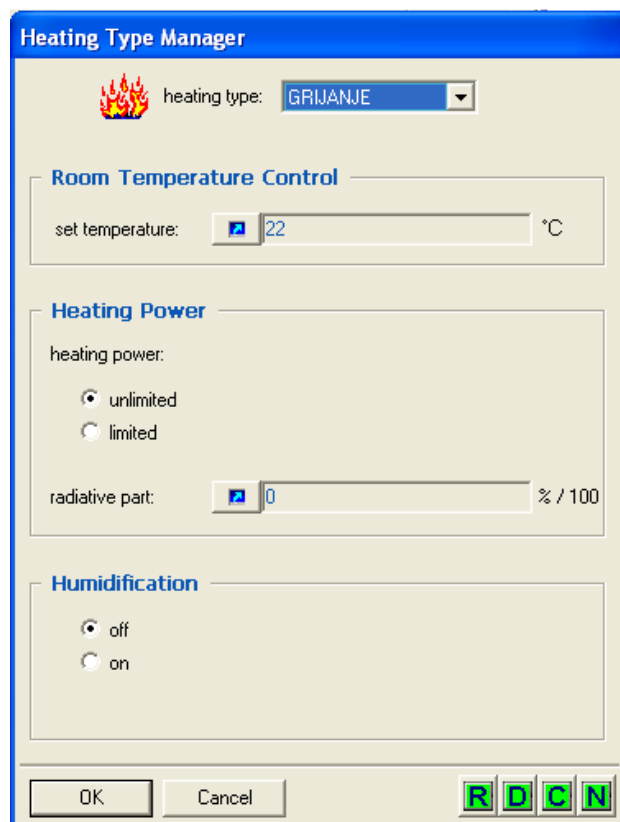 Heating Type Manager
heating type: GRIJANJE
Room Temperature Control
set temperature: 22 °C
Heating Power
heating power:
unlimited
limited
radiative part: 0 % / 100
Humidification
off
on
OK Cancel R D C N